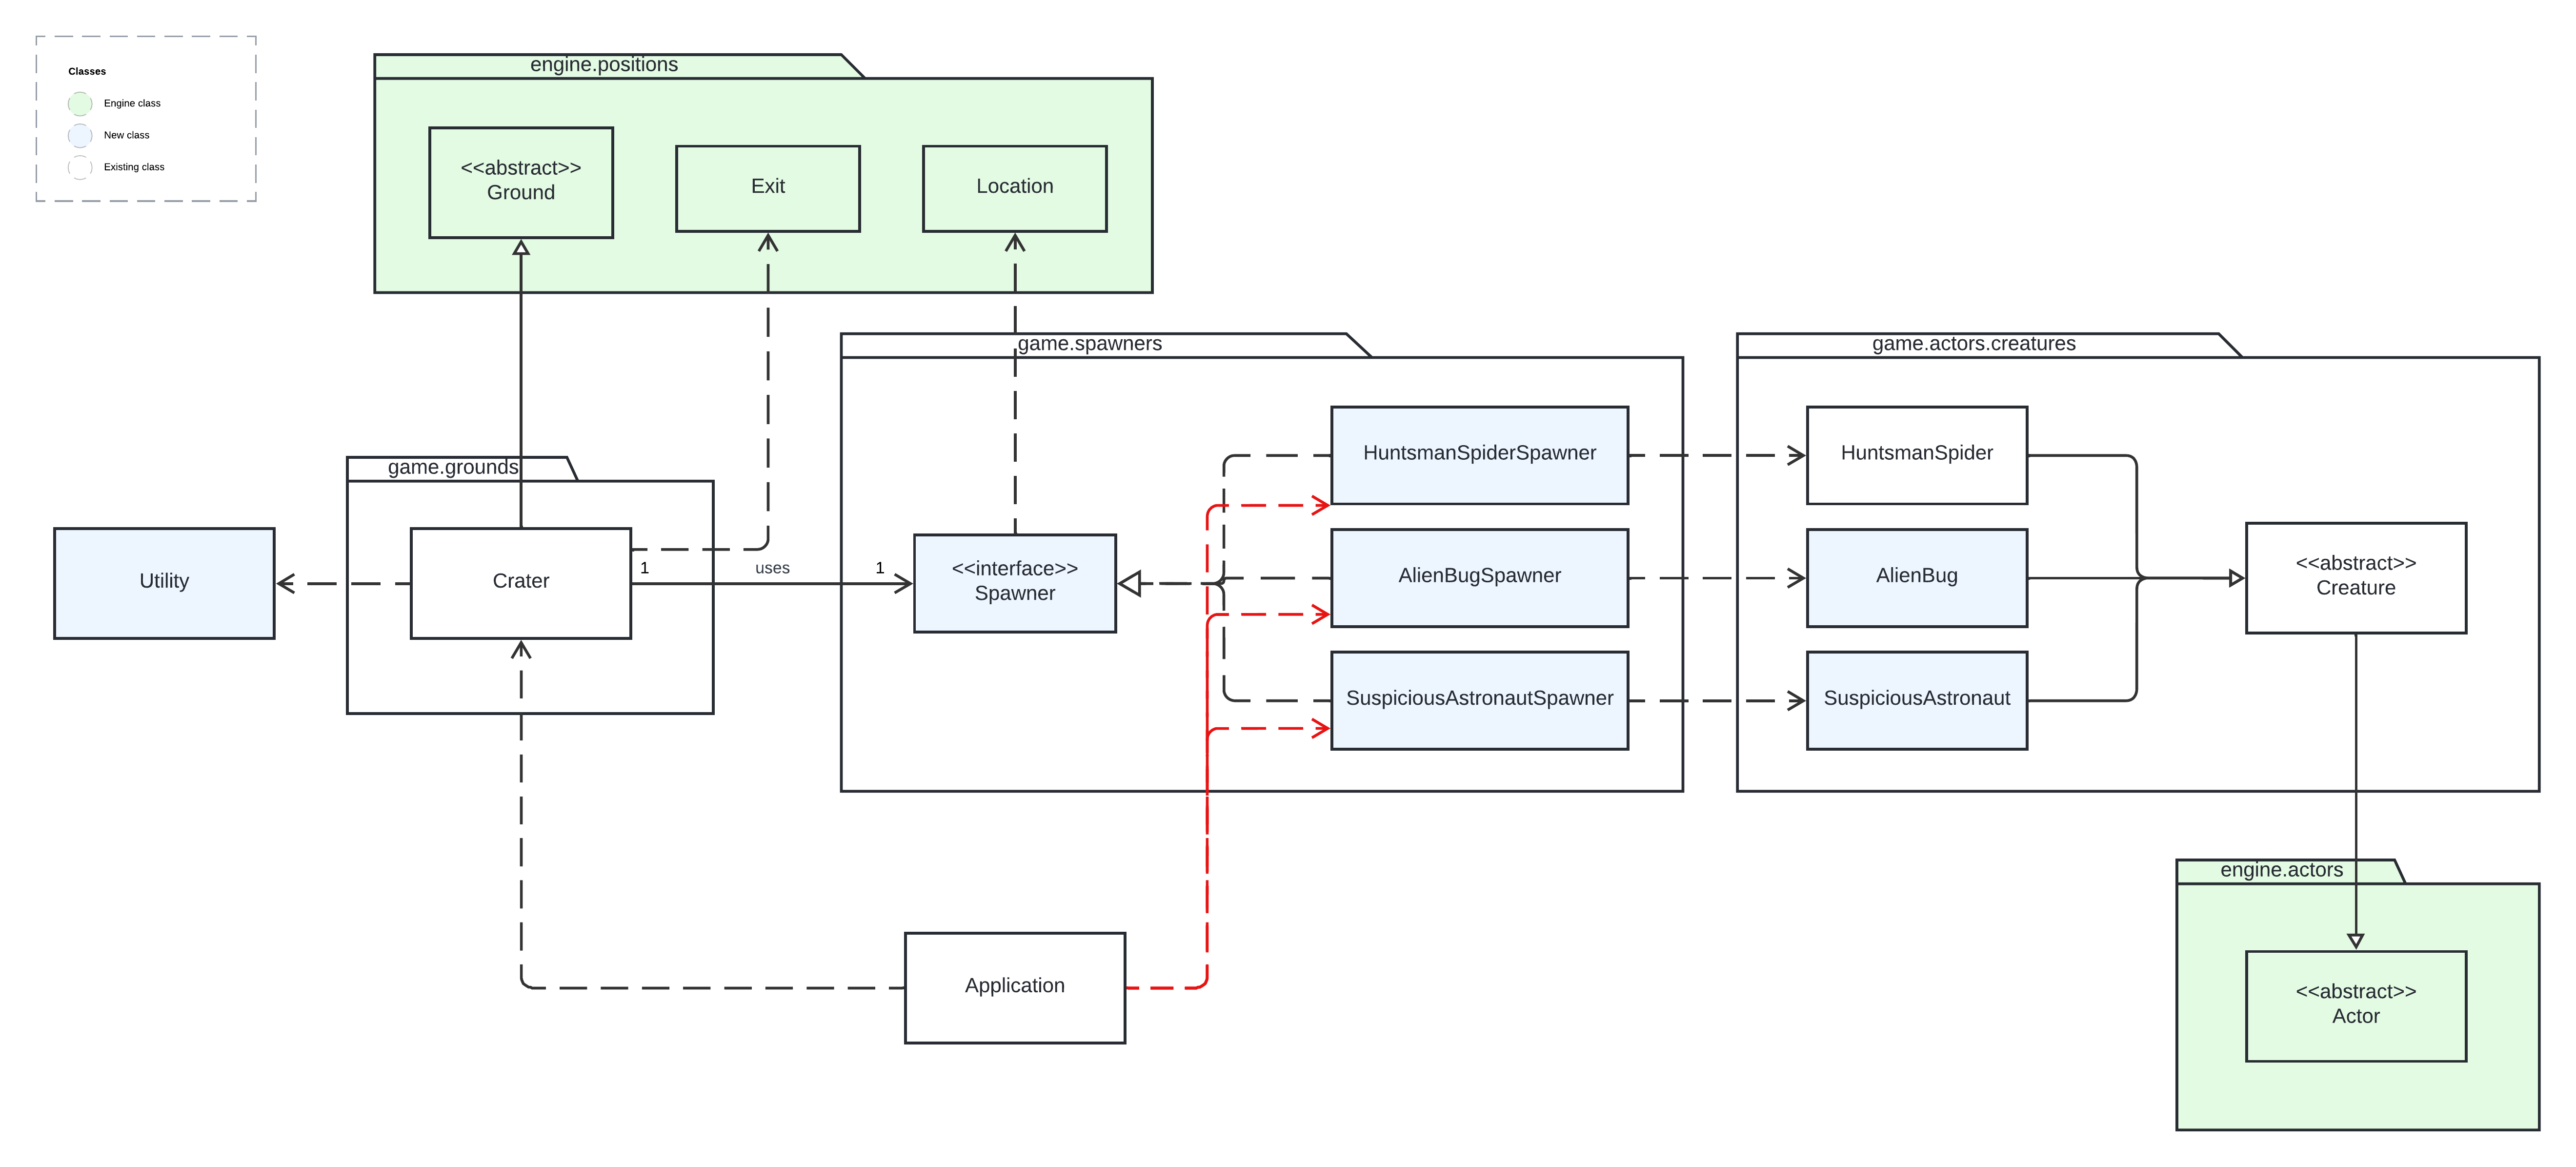 Classes
Engine class
New class
Existing class
engine.positions
<<abstract>>
Ground
Exit
Location
game.spawners
game.actors.creatures
game.grounds
HuntsmanSpiderSpawner
HuntsmanSpider
Utility
Crater
1
uses
1
<<interface>>
Spawner
AlienBugSpawner
AlienBug
<<abstract>>
Creature
SuspiciousAstronautSpawner
SuspiciousAstronaut
engine.actors
Application
<<abstract>>
Actor